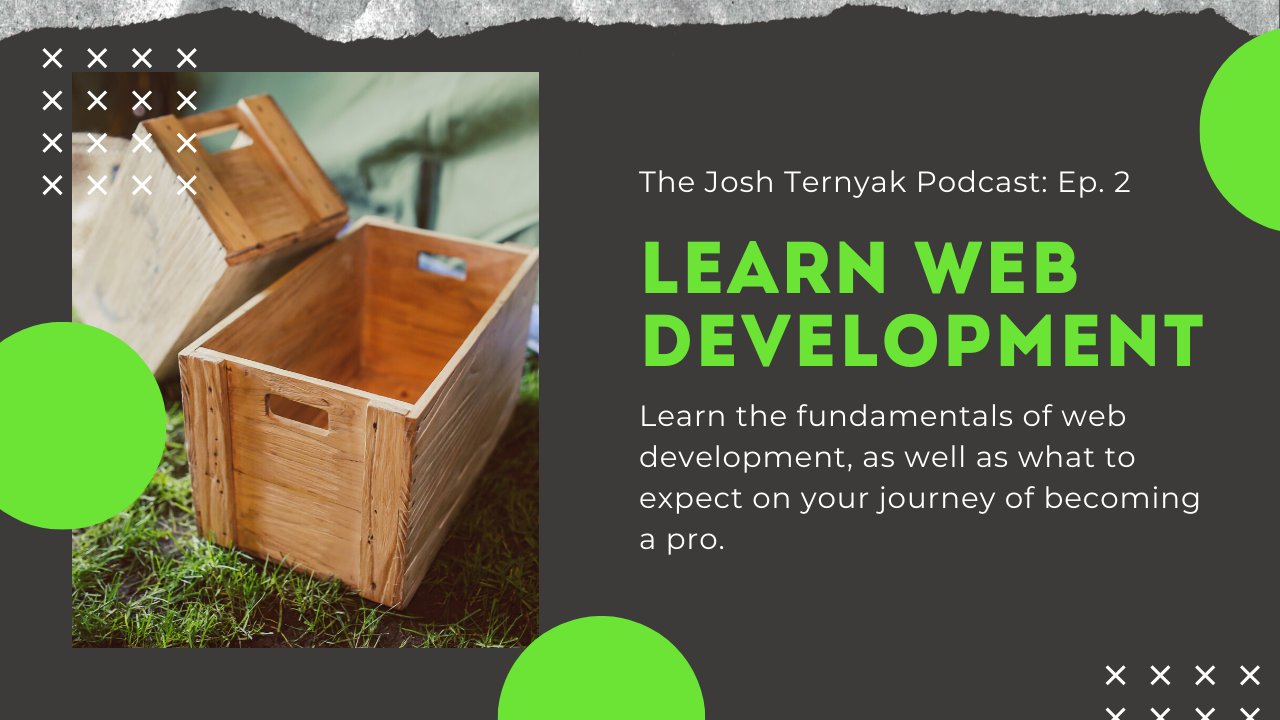 The Josh Ternyak Podcast: Ep. 2
LEARN WEB
DEVELOPMENT
Learn the fundamentals of web
development, as well as what to
expect on your journey of becoming
a pro.